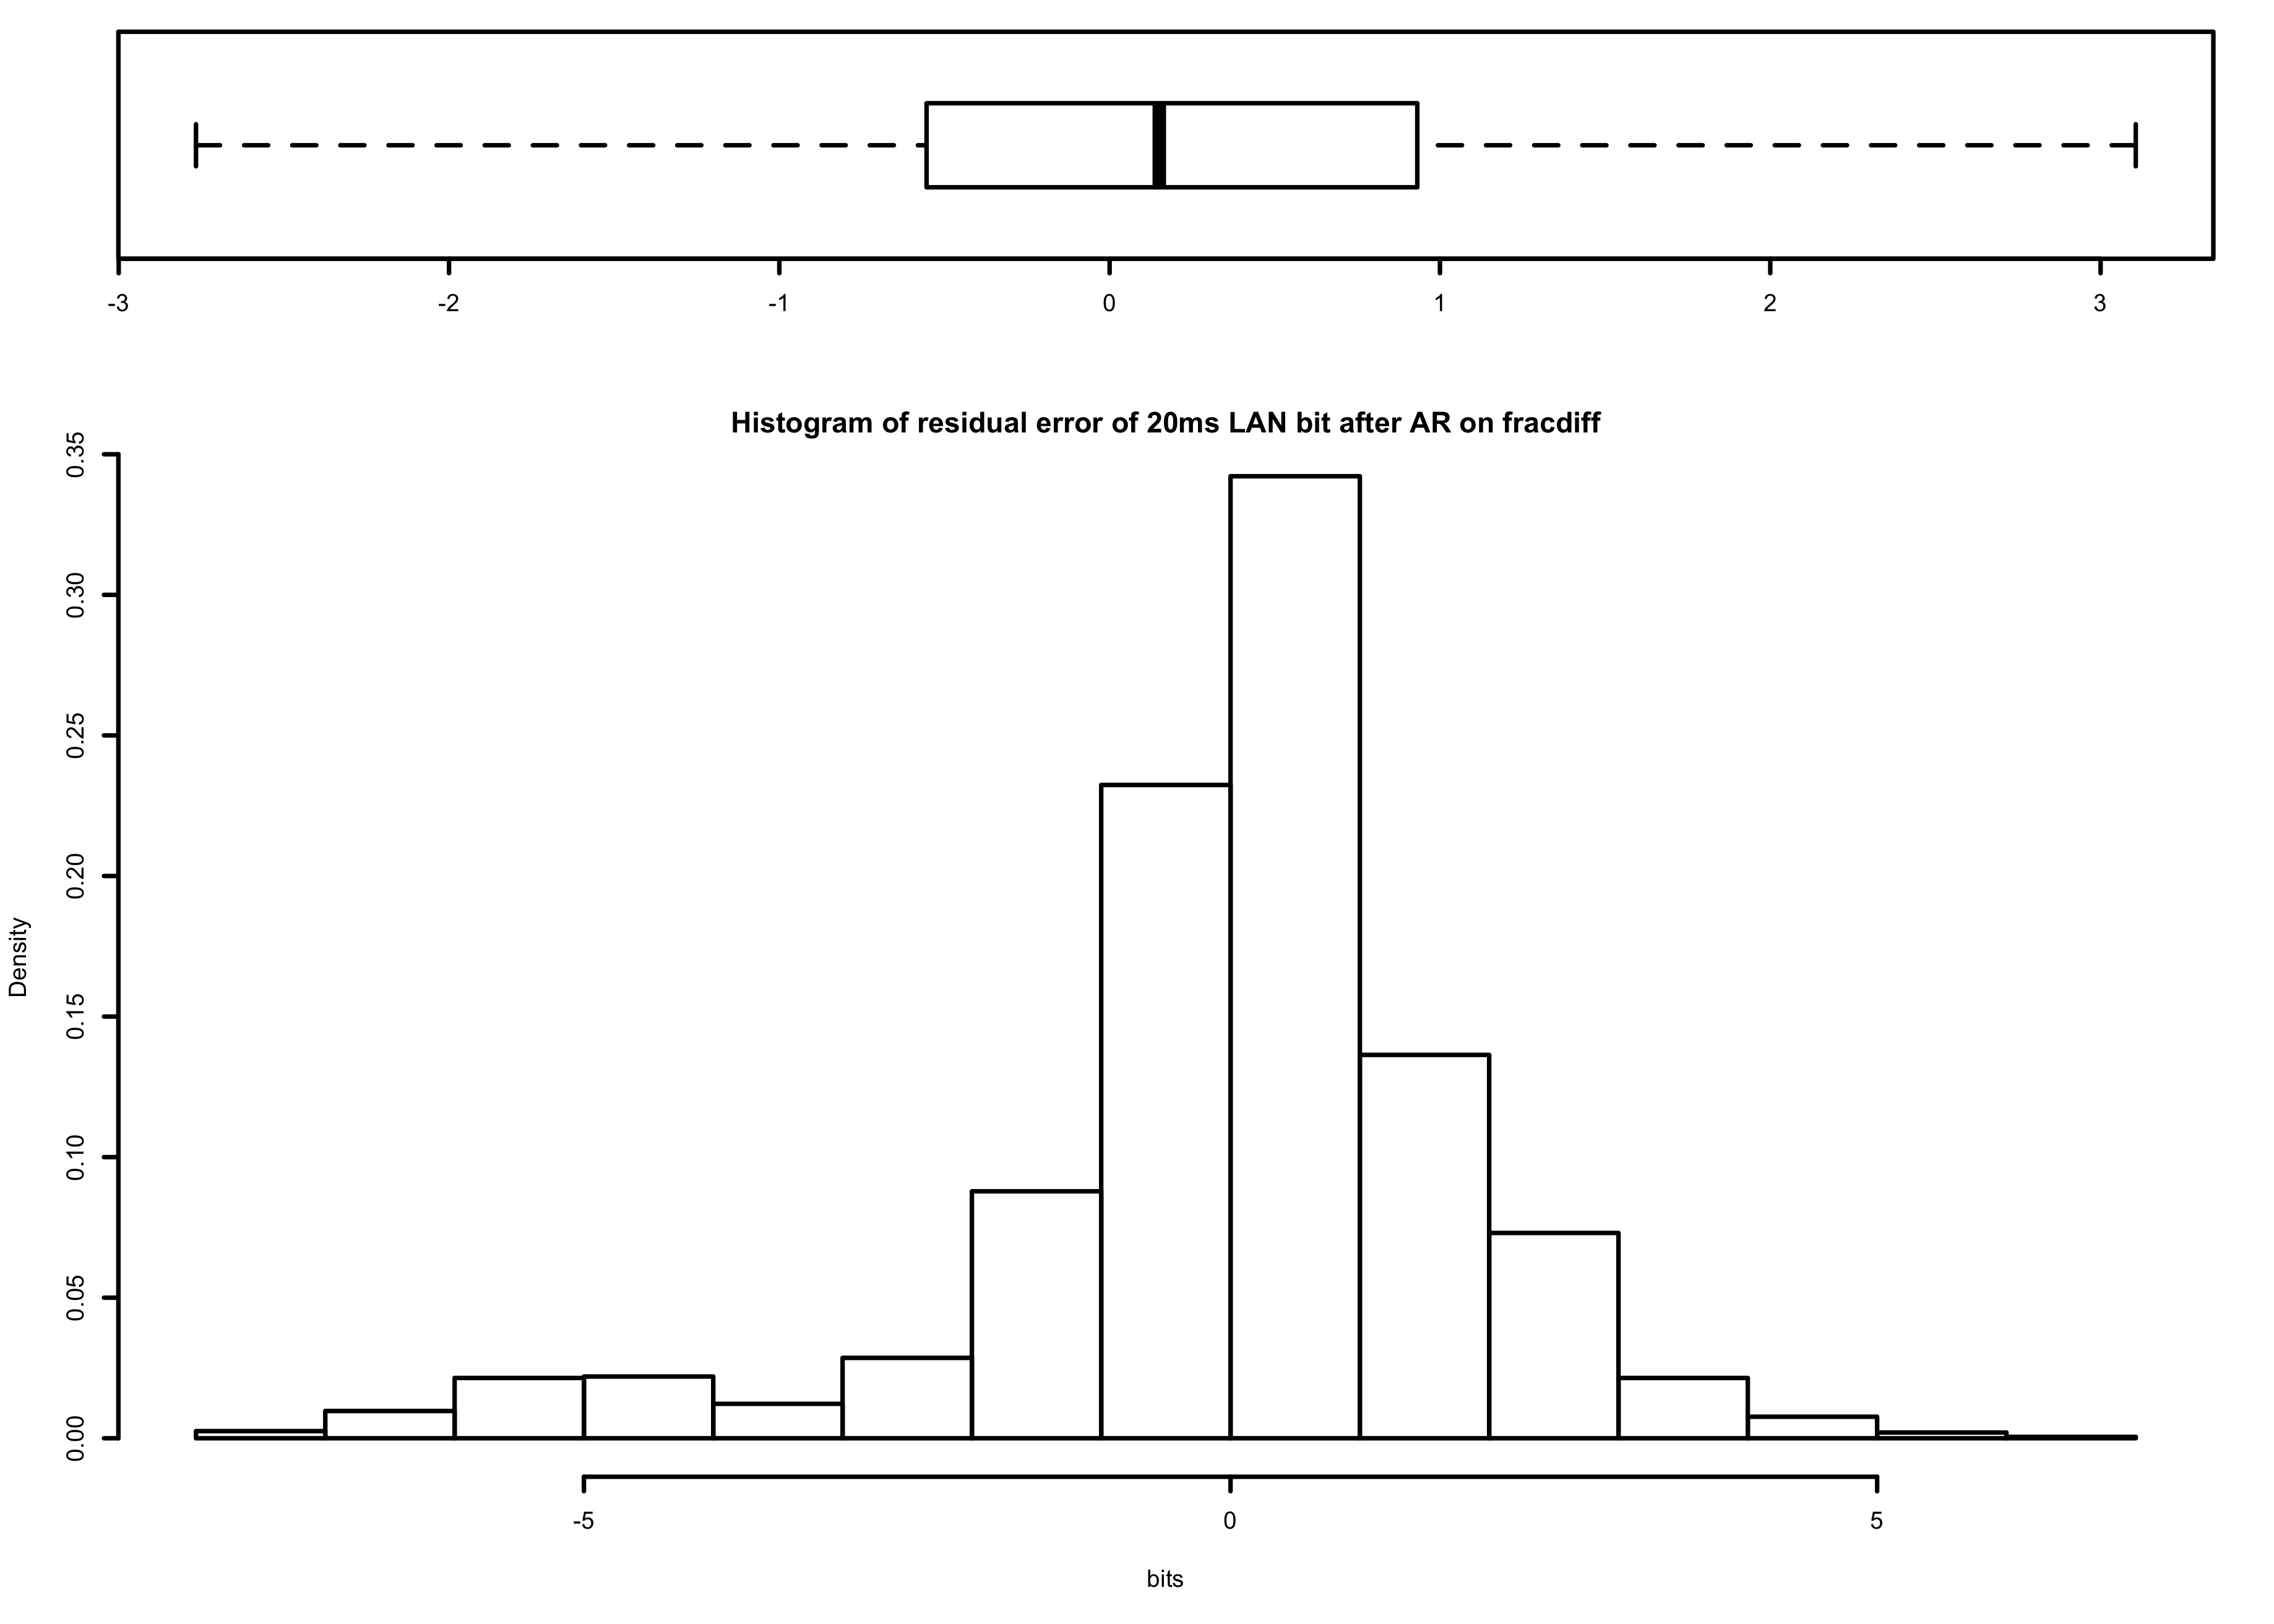 -3 -2 -1 0 1 2 3
Histogram of residual error of 20ms LAN bit after AR on fracdiff
0.35
0.30
0.25
0.20
0.15
0.10
0.05
0.00
Density
-5 0 5
bits